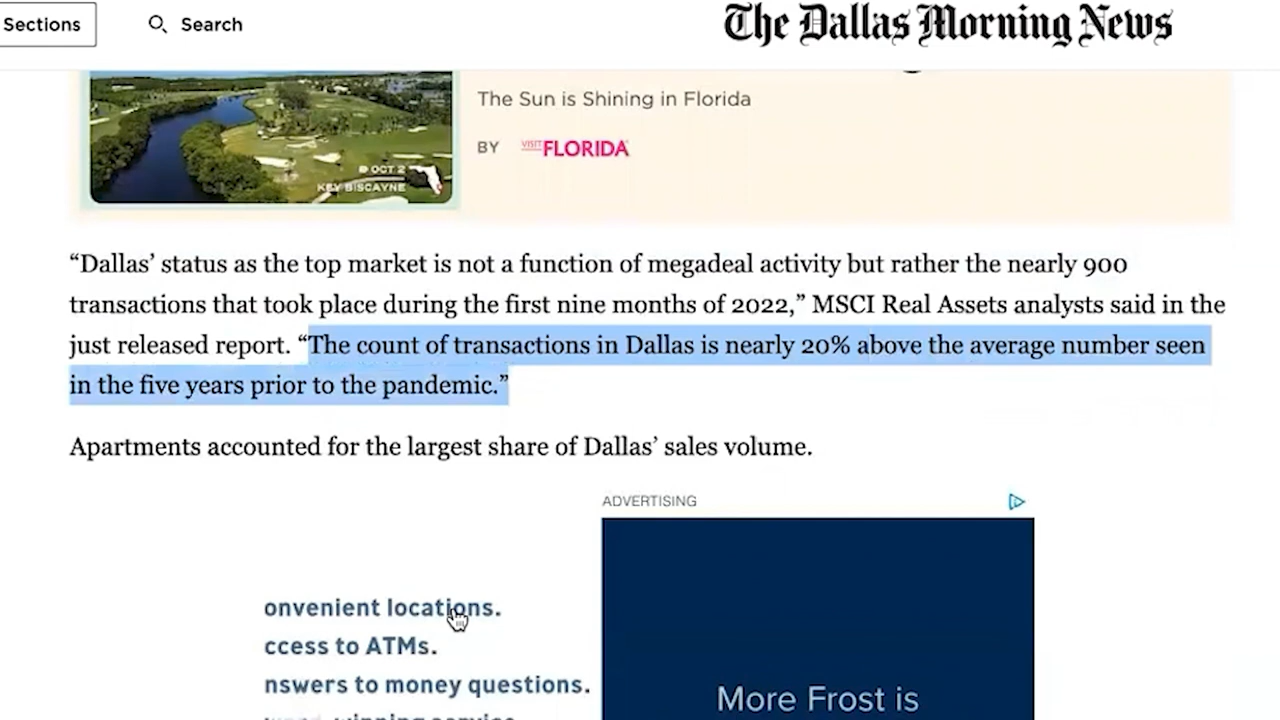 Sections
Search
The Dallas Morning News
The Sun is Shining in Florida
BY VISIT FLORIDA
OCT 2
KEY BISCAYNE
“Dallas’ status as the top market is not a function of megadeal activity but rather the nearly 900
transactions that took place during the first nine months of 2022,” MSCI Real Assets analysts said in the
just released report. “The count of transactions in Dallas is nearly 20% above the average number seen
in the five years prior to the pandemic.”
Apartments accounted for the largest share of Dallas’ sales volume.
ADVERTISING
onvenient locations.
ccess to ATMs.
nswers to money questions.
More Frost is